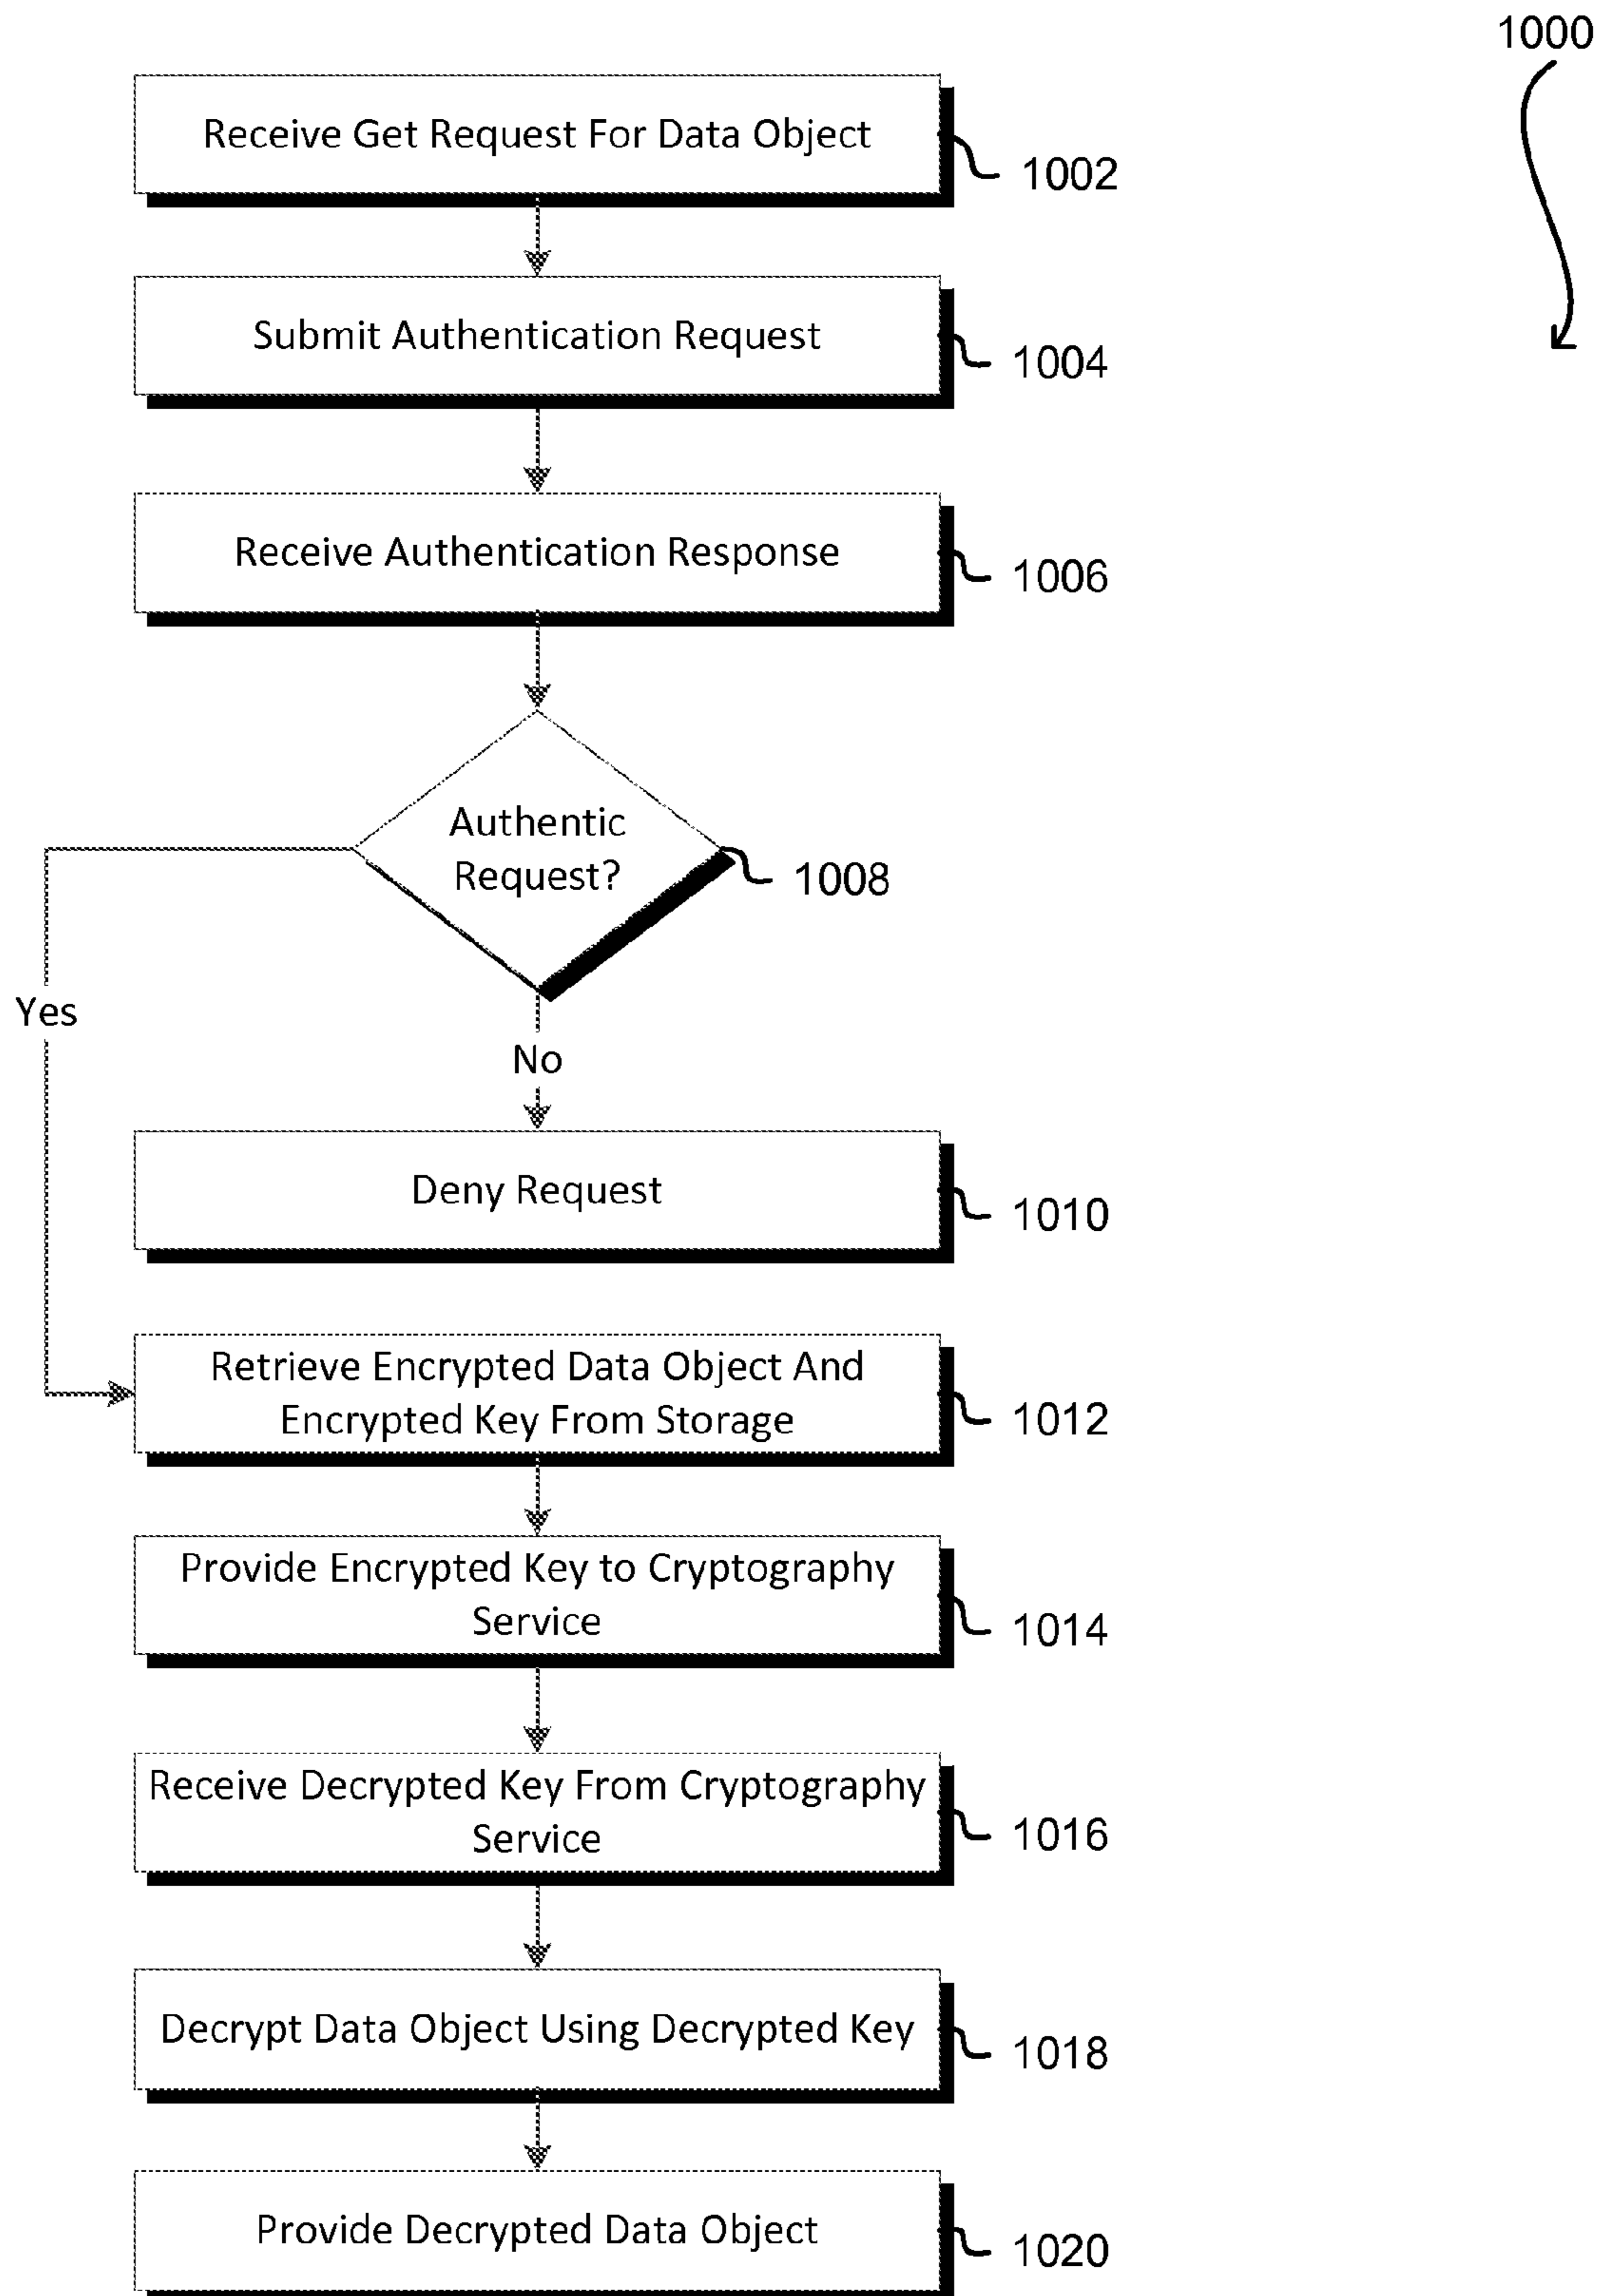 1000
Receive Get Request For Data Object
1002
Submit Authentication Request
1004
Receive Authentication Response
1006
Authentic
Request?
1008
Yes
No
Deny Request
1010
Retrieve Encrypted Data Object And
Encrypted Key From Storage
1012
Provide Encrypted Key to Cryptography
Service
1014
Receive Decrypted Key From Cryptography
Service
1016
Decrypt Data Object Using Decrypted Key
1018
Provide Decrypted Data Object
1020